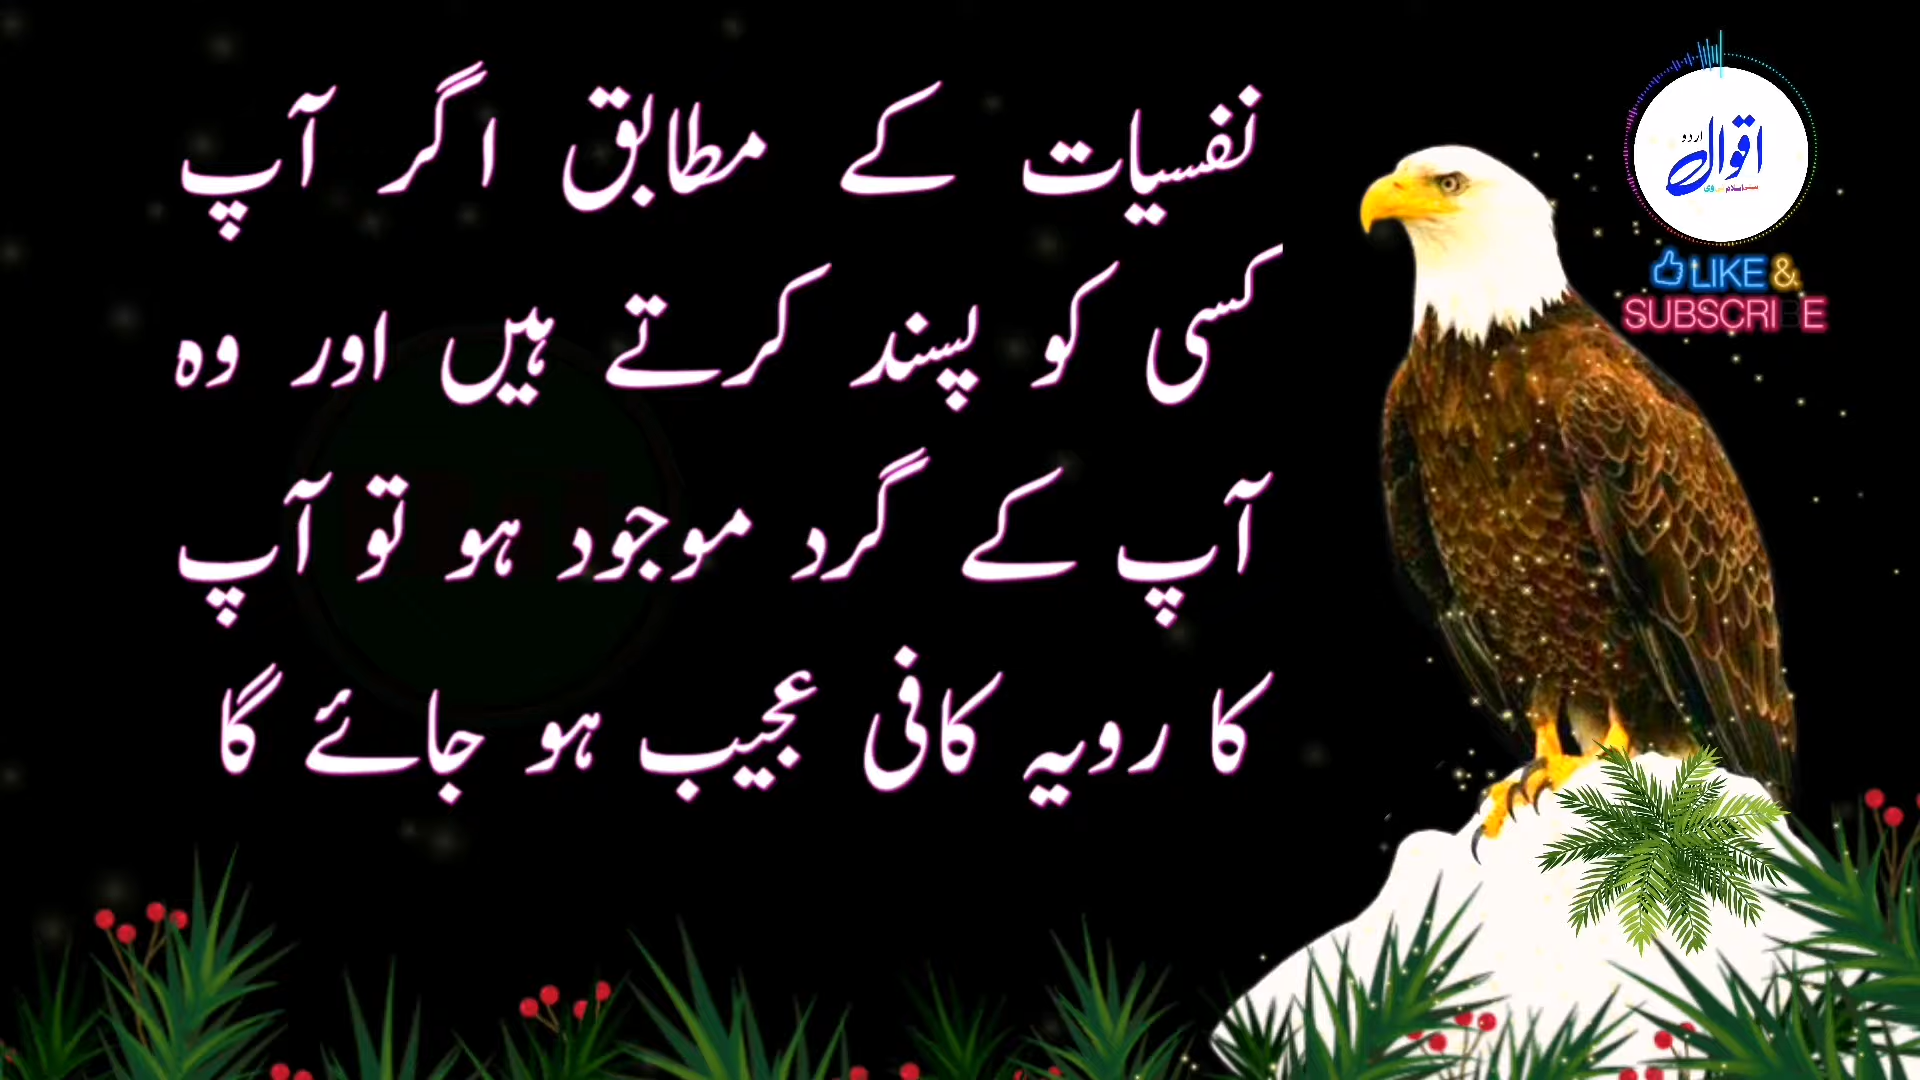 نفسیات کے مطابق اگر آپ
کسی کو پسند کرتے ہیں اور وہ
آپ کے گرد موجود ہو تو آپ
کا رویہ کافی عجیب ہو جائے گا
اقوال
اردو
LIKE &
SUBSCRIBE